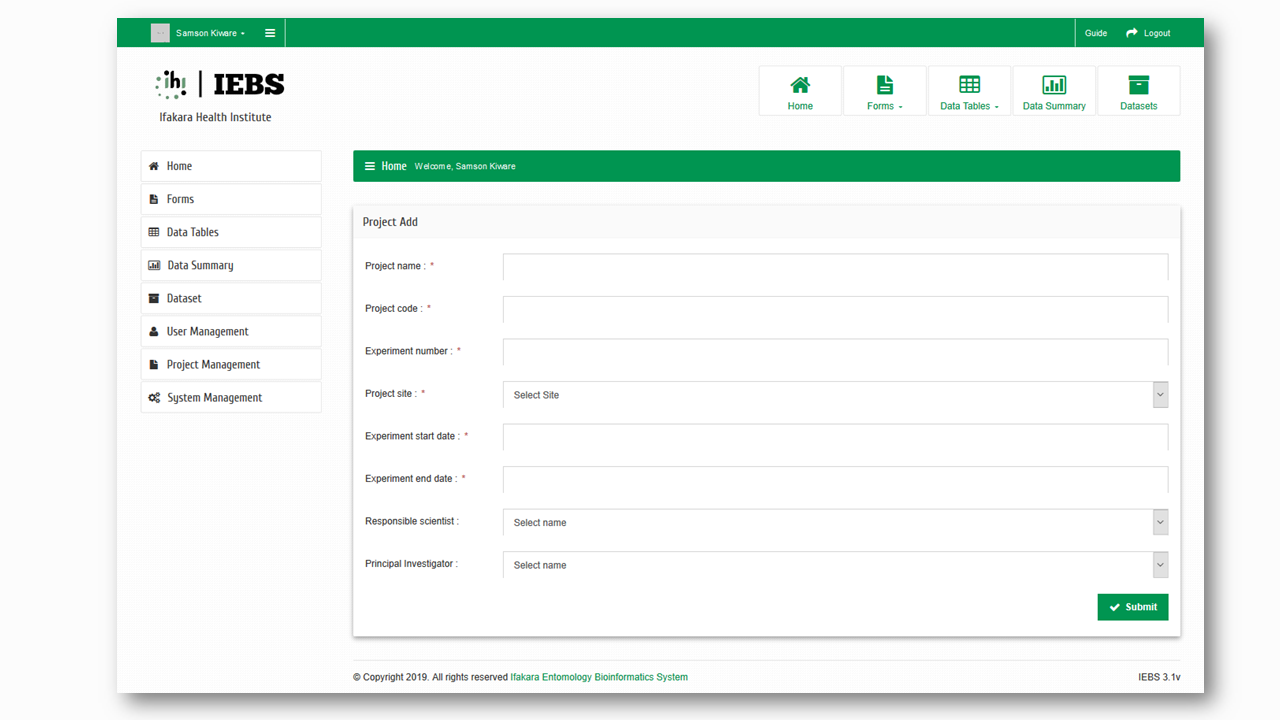 Samson Kiware
Guide
Logout
ihi | IEBS
Ifakara Health Institute
Home
Forms
Data Tables
Data Summary
Datasets
Home
Forms
Data Tables
Data Summary
Dataset
User Management
Project Management
System Management
Home Welcome, Samson Kiware
Project Add
Project name : *
Project code : *
Experiment number : *
Project site : * Select Site
Experiment start date : *
Experiment end date : *
Responsible scientist : Select name
Principal Investigator : Select name
Submit
© Copyright 2019. All rights reserved Ifakara Entomology Bioinformatics System
IEBS 3.1v